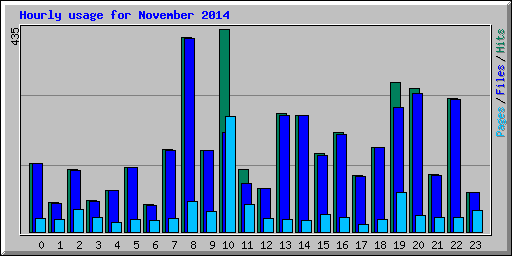 Hourly usage for November 2014
435
Pages / Files / Hits
0 1 2 3 4 5 6 7 8 9 10 11 12 13 14 15 16 17 18 19 20 21 22 23